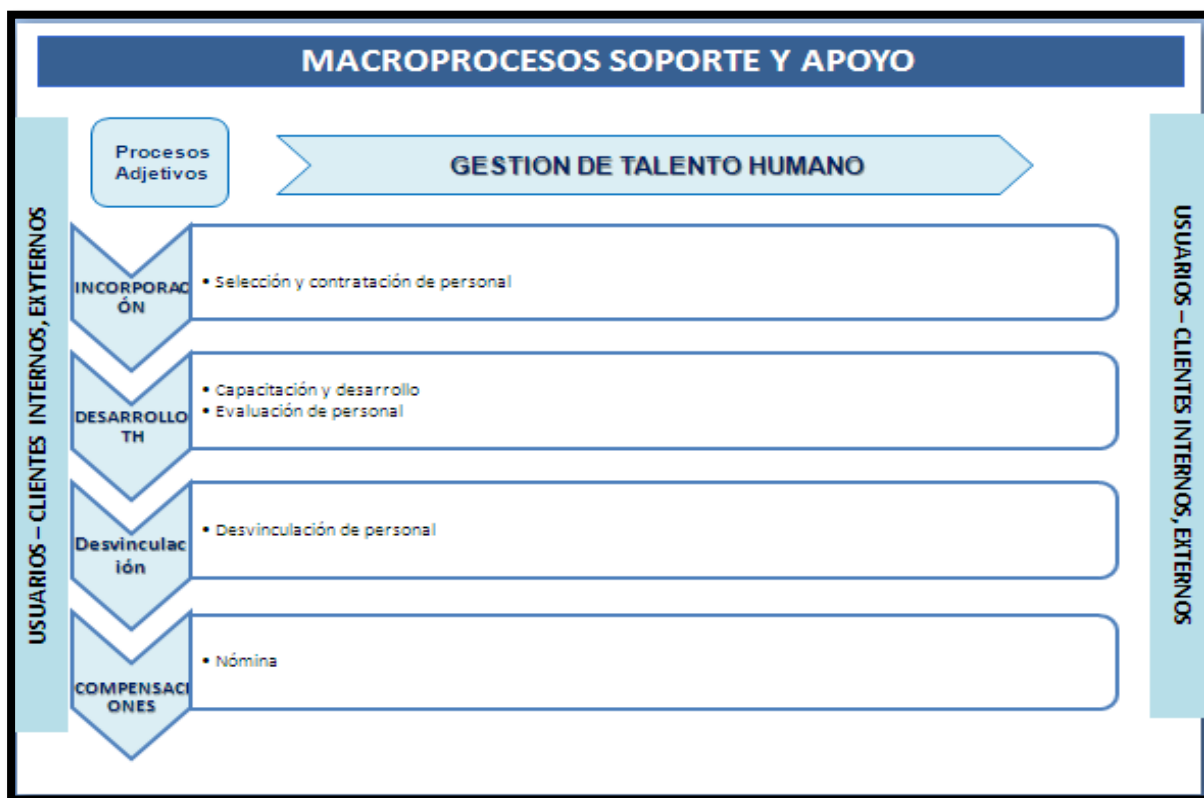 MACROPROCESOS SOPORTE Y APOYO
Procesos
Adjetivos
GESTION DE TALENTO HUMANO
USUARIOS – CLIENTES INTERNOS, EXYTERNOS
INCORPORACI
ÓN
• Selección y contratación de personal
DESARROLLO
TH
• Capacitación y desarrollo
• Evaluación de personal
Desvinculac
ión
• Desvinculación de personal
COMPENSACI
ONES
• Nómina
USUARIOS – CLIENTES INTERNOS, EXTERNOS